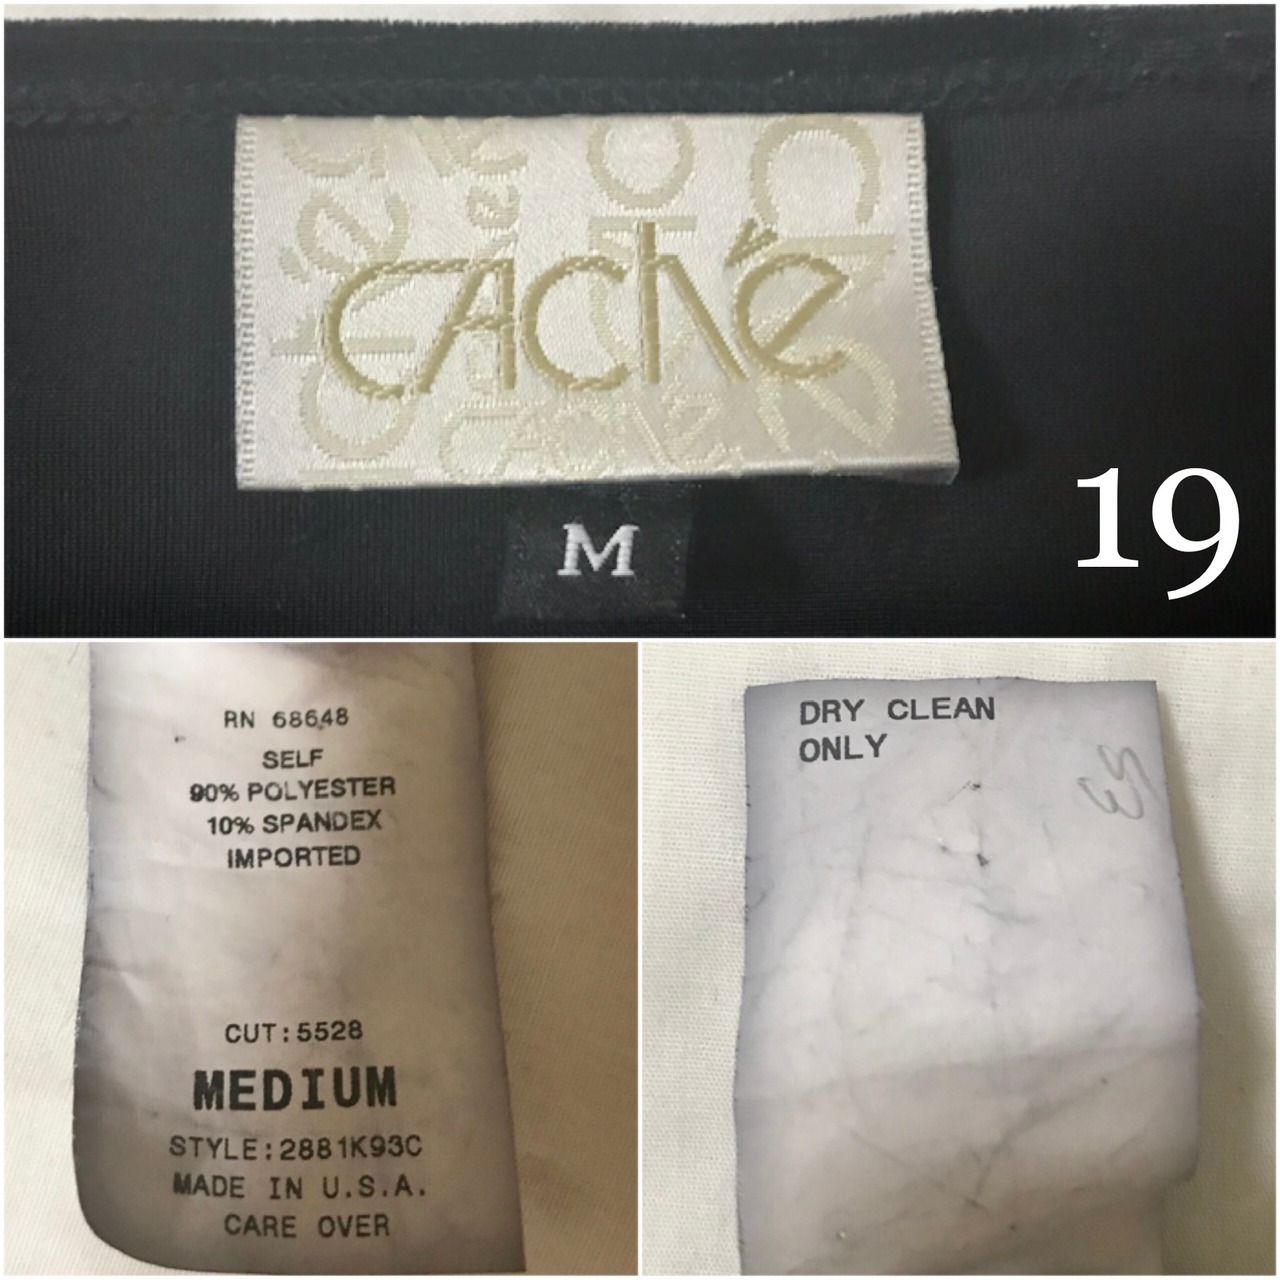 CAChé
M
19
RN 68648
SELF
90% POLYESTER
10% SPANDEX
IMPORTED
CUT:5528
MEDIUM
STYLE:2881K93C
MADE IN U.S.A.
CARE OVER
DRY CLEAN
ONLY